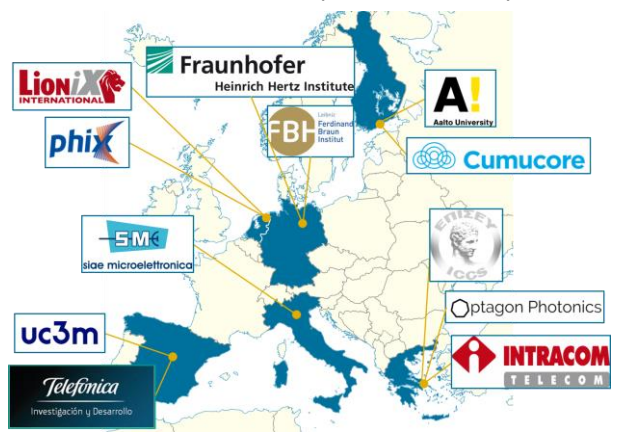 LioniX
INTERNATIONAL
Fraunhofer
Heinrich Hertz Institute
phix
FBH
Leibniz
Ferdinand
Braun
Institut
A!
Aalto University
Cumucore
SM
siae microelettronica
ΕΠΙΣΕΥ
ICCS
Optagon Photonics
uc3m
INTRACOM
TELECOM
Telefónica
Investigación y Desarrollo